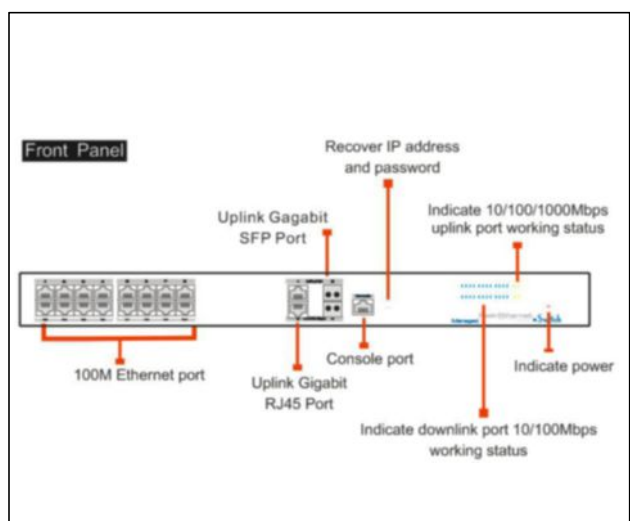 Front Panel
Recover IP address
and password
Uplink Gagabit
SFP Port
Indicate 10/100/1000Mbps
uplink port working status
100M Ethernet port
Uplink Gigabit
RJ45 Port
Console port
Indicate power
Indicate downlink port 10/100Mbps
working status
Managed